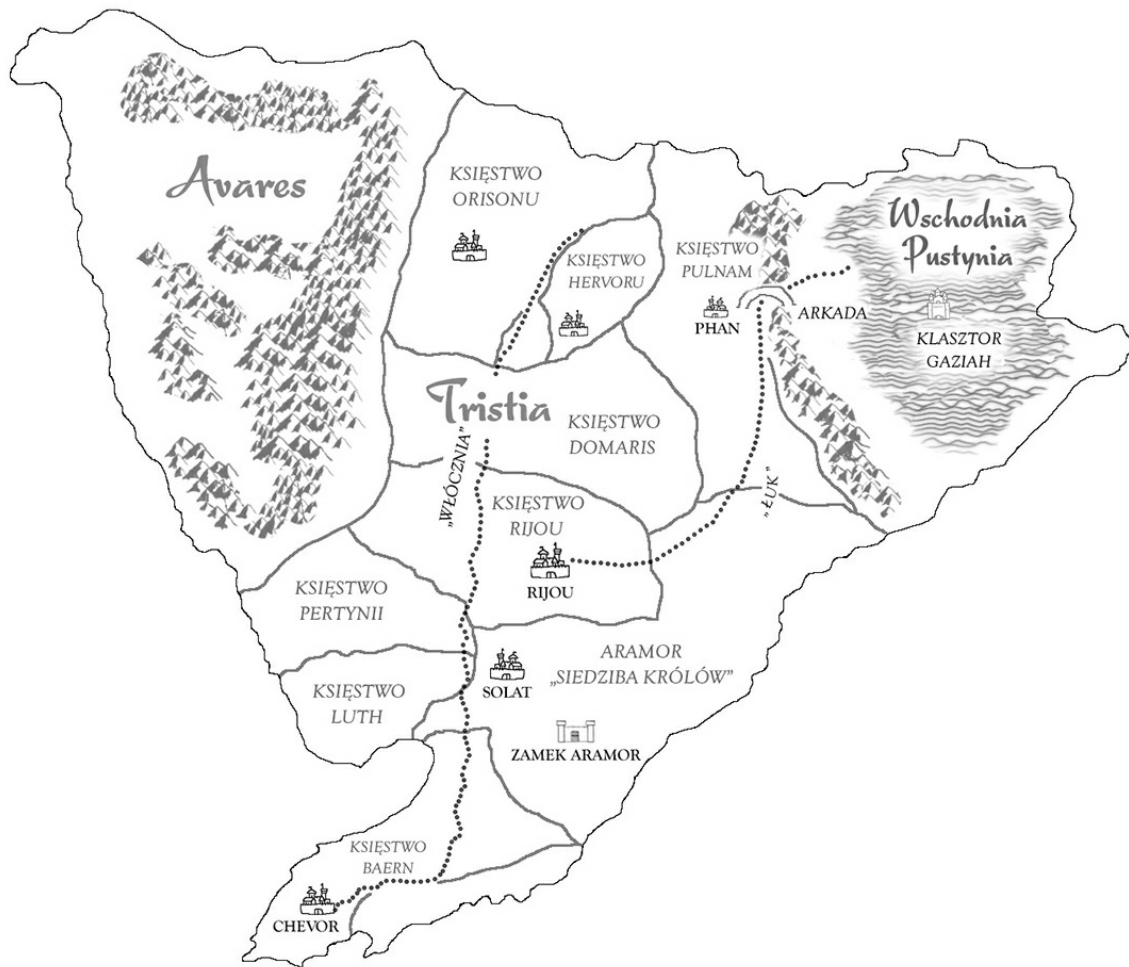 Avares
KSIĘSTWO
ORISONU
KSIĘSTWO
HERVORU
KSIĘSTWO
PULNAM
PHAN
ARKADA
Wschodnia
Pustynia
KLASZTOR
GAZIAH
Tristia
KSIĘSTWO
DOMARIS
„WŁÓCZNIA”
„ŁUK”
KSIĘSTWO
RIJOU
RIJOU
KSIĘSTWO
PERTYNII
KSIĘSTWO
LUTH
ARAMOR
„SIEDZIBA KRÓLÓW”
SOLAT
ZAMEK ARAMOR
KSIĘSTWO
BAERN
CHEVOR